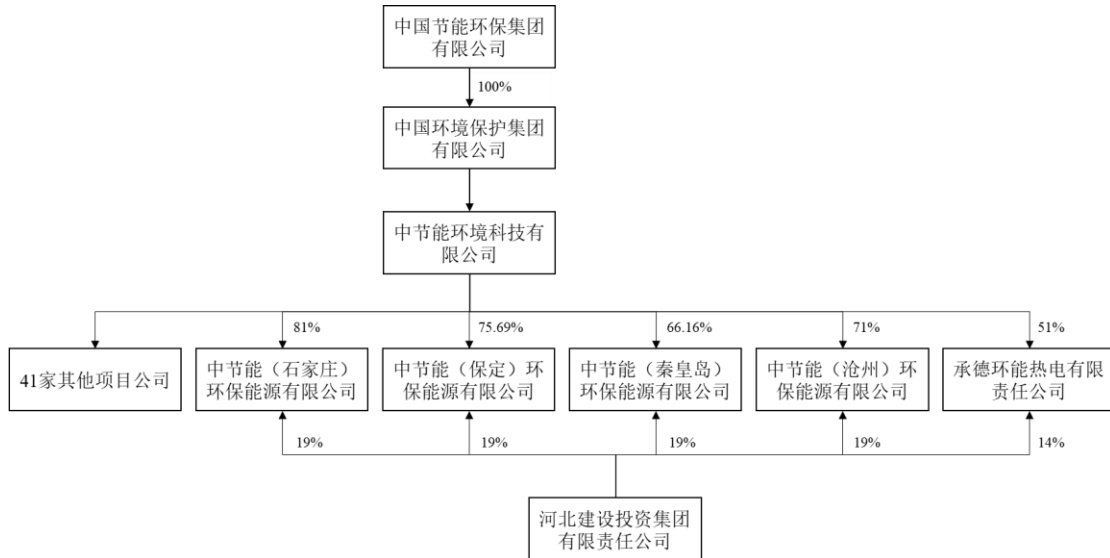 中国节能环保集团
有限公司
100%
中国环境保护集团
有限公司
中节能环境科技有
限公司
81%
75.69%
66.16%
71%
51%
41家其他项目公司
中节能（石家庄）
环保能源有限公司
中节能（保定）环
保能源有限公司
中节能（秦皇岛）
环保能源有限公司
中节能（沧州）环
保能源有限公司
承德环能热电有限
责任公司
19%
19%
19%
19%
14%
河北建设投资集团
有限责任公司